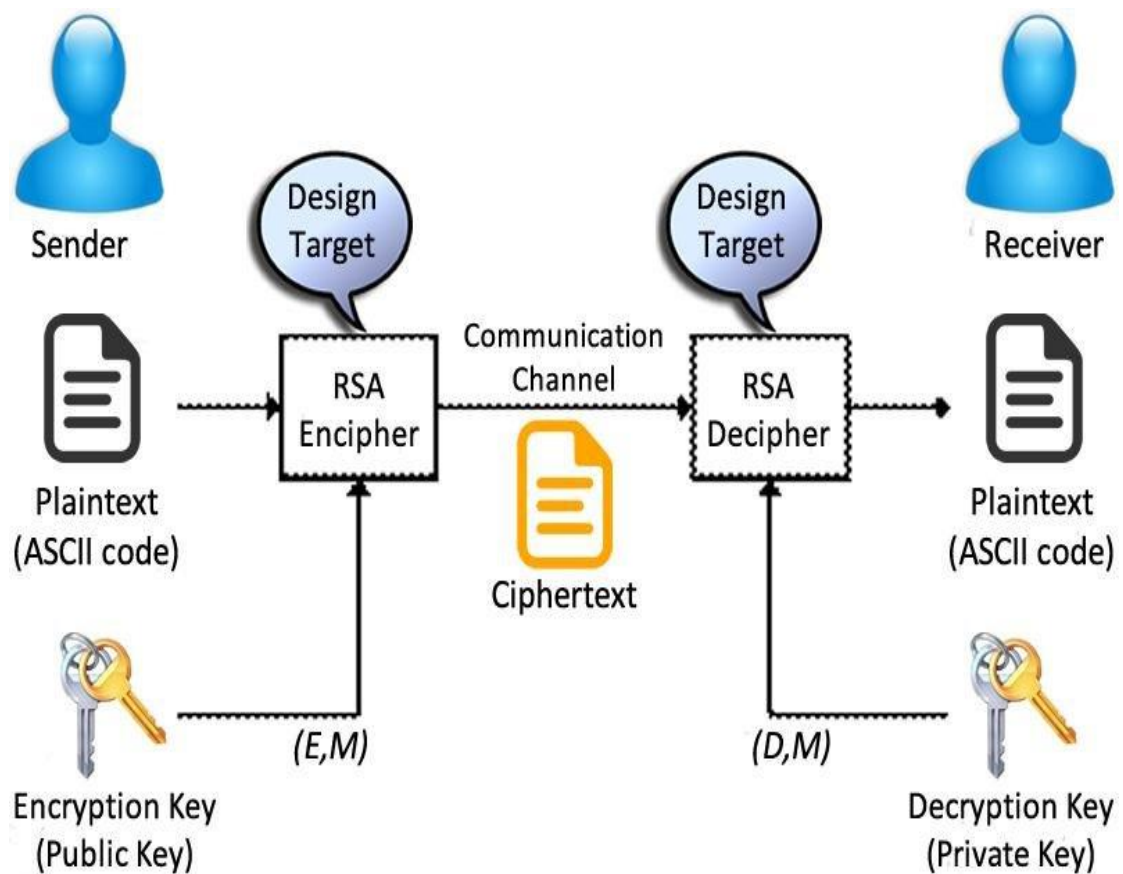 Design
Target
Design
Target
Sender
Receiver
Communication
Channel
RSA
Encipher
RSA
Decipher
Plaintext
(ASCII code)
Ciphertext
Plaintext
(ASCII code)
(E,M)
(D,M)
Encryption Key
(Public Key)
Decryption Key
(Private Key)